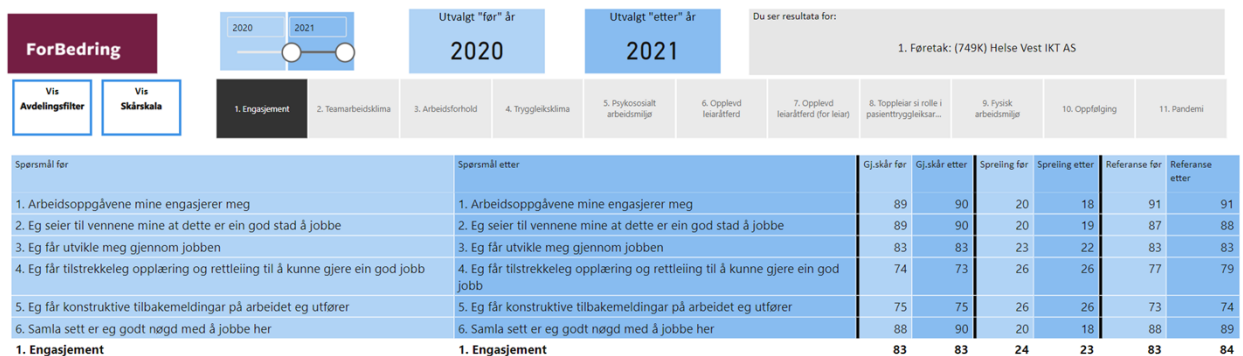 ForBedring
2020 2021
Utvalgt "før" år
2020
Utvalgt "etter" år
2021
Du ser resultata for:
1. Føretak: (749K) Helse Vest IKT AS
Vis
Avdelingsfilter
Vis
Skårskala
1. Engasjement
2. Teamarbeidsklima
3. Arbeidsforhold
4. Tryggleiksklima
5. Psykososialt
arbeidsmiljø
6. Opplevd
leiaråtferd
7. Opplevd
leiaråtferd (for leiar)
8. Toppleiar si rolle i
pasienttryggleiksar...
9. Fysisk
arbeidsmiljø
10. Oppfølging
11. Pandemi
Spørsmål før Spørsmål etter Gj.skår før Gj.skår etter Spreiing før Spreiing etter Referanse før Referanse
etter
1. Arbeidsoppgåvene mine engasjerer meg 1. Arbeidsoppgåvene mine engasjerer meg 89 90 20 18 91 91
2. Eg seier til vennene mine at dette er ein god stad å jobbe 2. Eg seier til vennene mine at dette er ein god stad å jobbe 89 90 20 19 87 88
3. Eg får utvikle meg gjennom jobben 3. Eg får utvikle meg gjennom jobben 83 83 23 22 83 83
4. Eg får tilstrekkeleg opplæring og rettleiing til å kunne gjere ein god jobb 4. Eg får tilstrekkeleg opplæring og rettleiing til å kunne gjere ein god 74 73 26 26 77 79
jobb
5. Eg får konstruktive tilbakemeldingar på arbeidet eg utfører 5. Eg får konstruktive tilbakemeldingar på arbeidet eg utfører 75 75 26 26 73 74
6. Samla sett er eg godt nøgd med å jobbe her 6. Samla sett er eg godt nøgd med å jobbe her 88 90 20 18 88 89
1. Engasjement 1. Engasjement 83 83 24 23 83 84